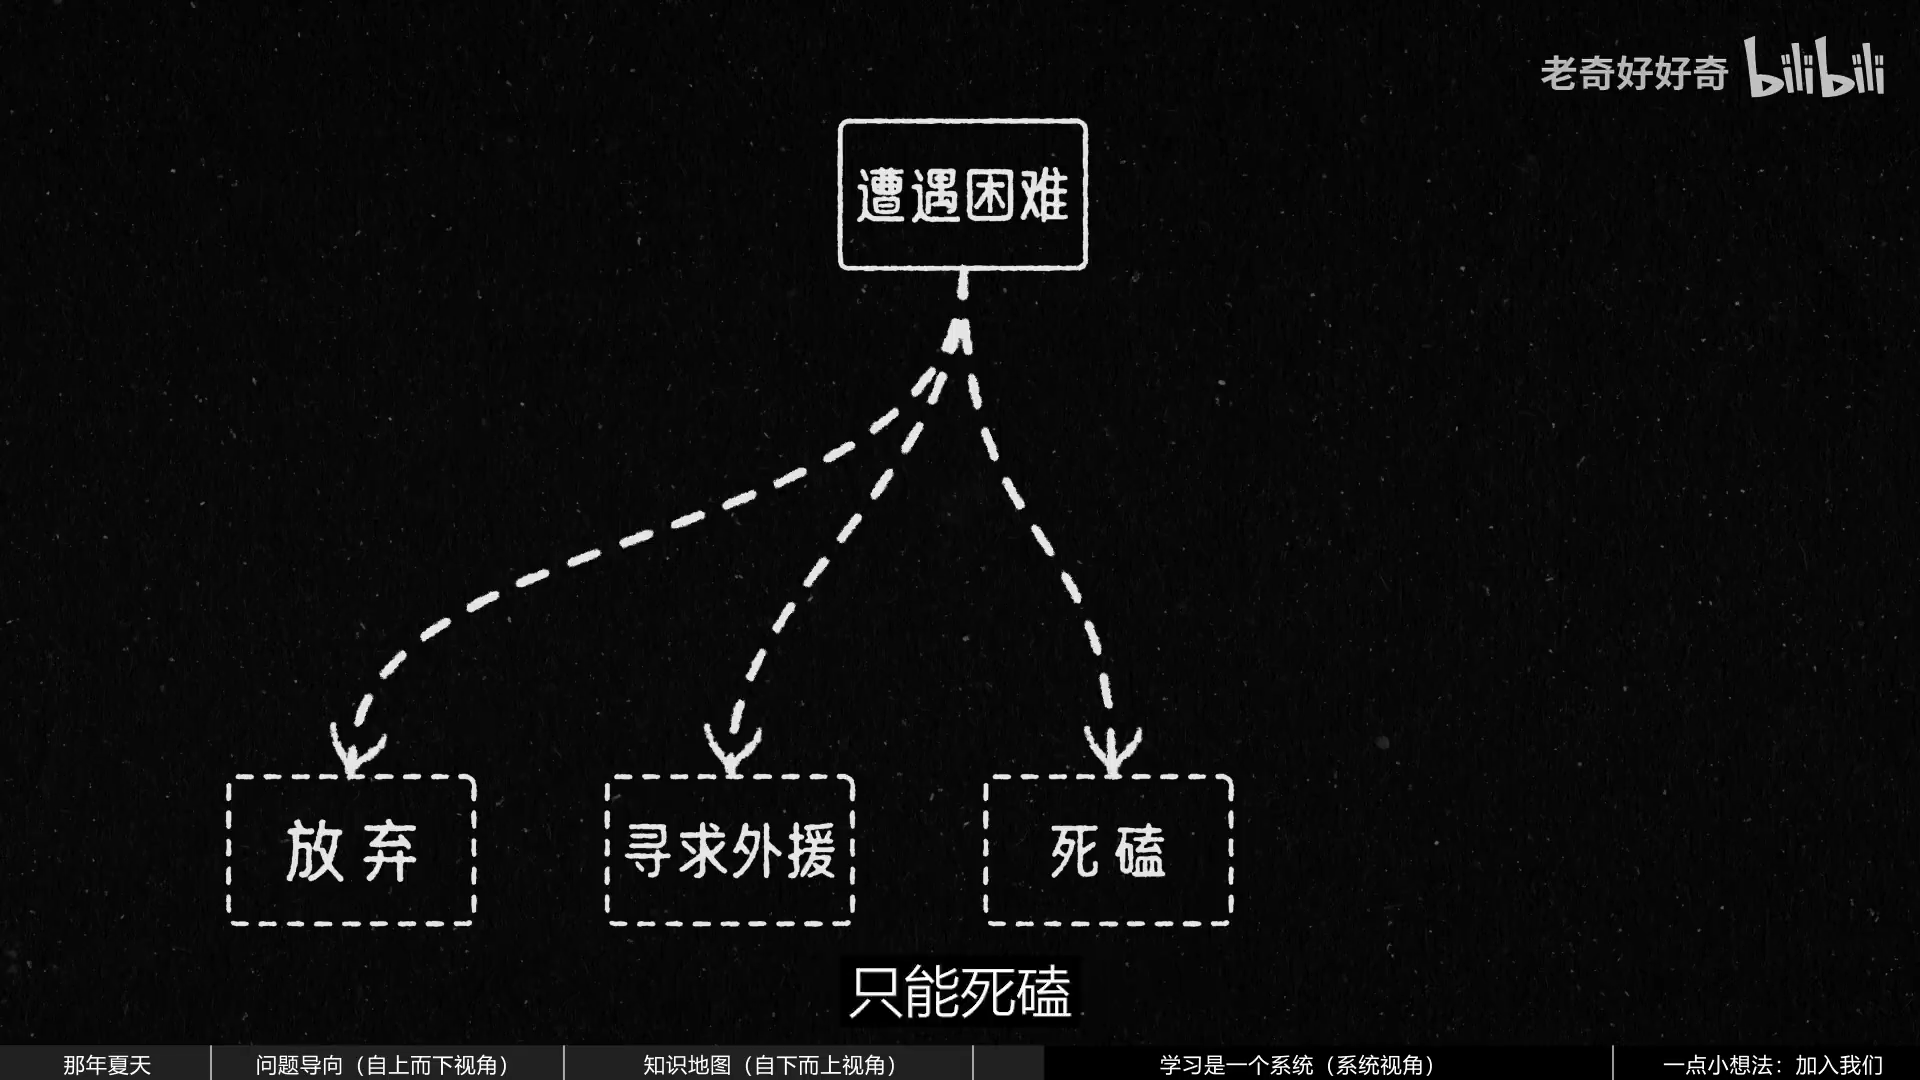 老奇好好奇 bilibili
遭遇困难
放弃
寻求外援
死磕
只能死磕
那年夏天
问题导向（自上而下视角）
知识地图（自下而上视角）
学习是一个系统（系统视角）
一点小想法：加入我们